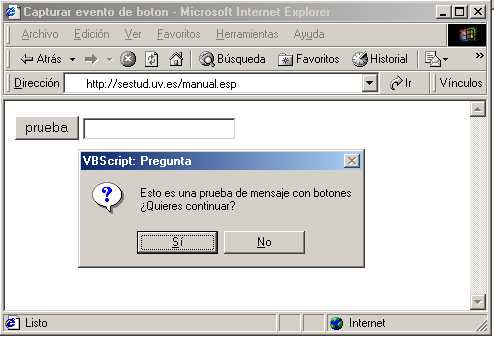 Capturar evento de boton - Microsoft Internet Explorer
Archivo Edición Ver Favoritos Herramientas Ayuda
Atrás Búsqueda Favoritos Historial »
Dirección http://sestud.uv.es/manual.esp Ir Vínculos
prueba
VBScript: Pregunta
Esto es una prueba de mensaje con botones
¿Quieres continuar?
Sí No
Listo Internet